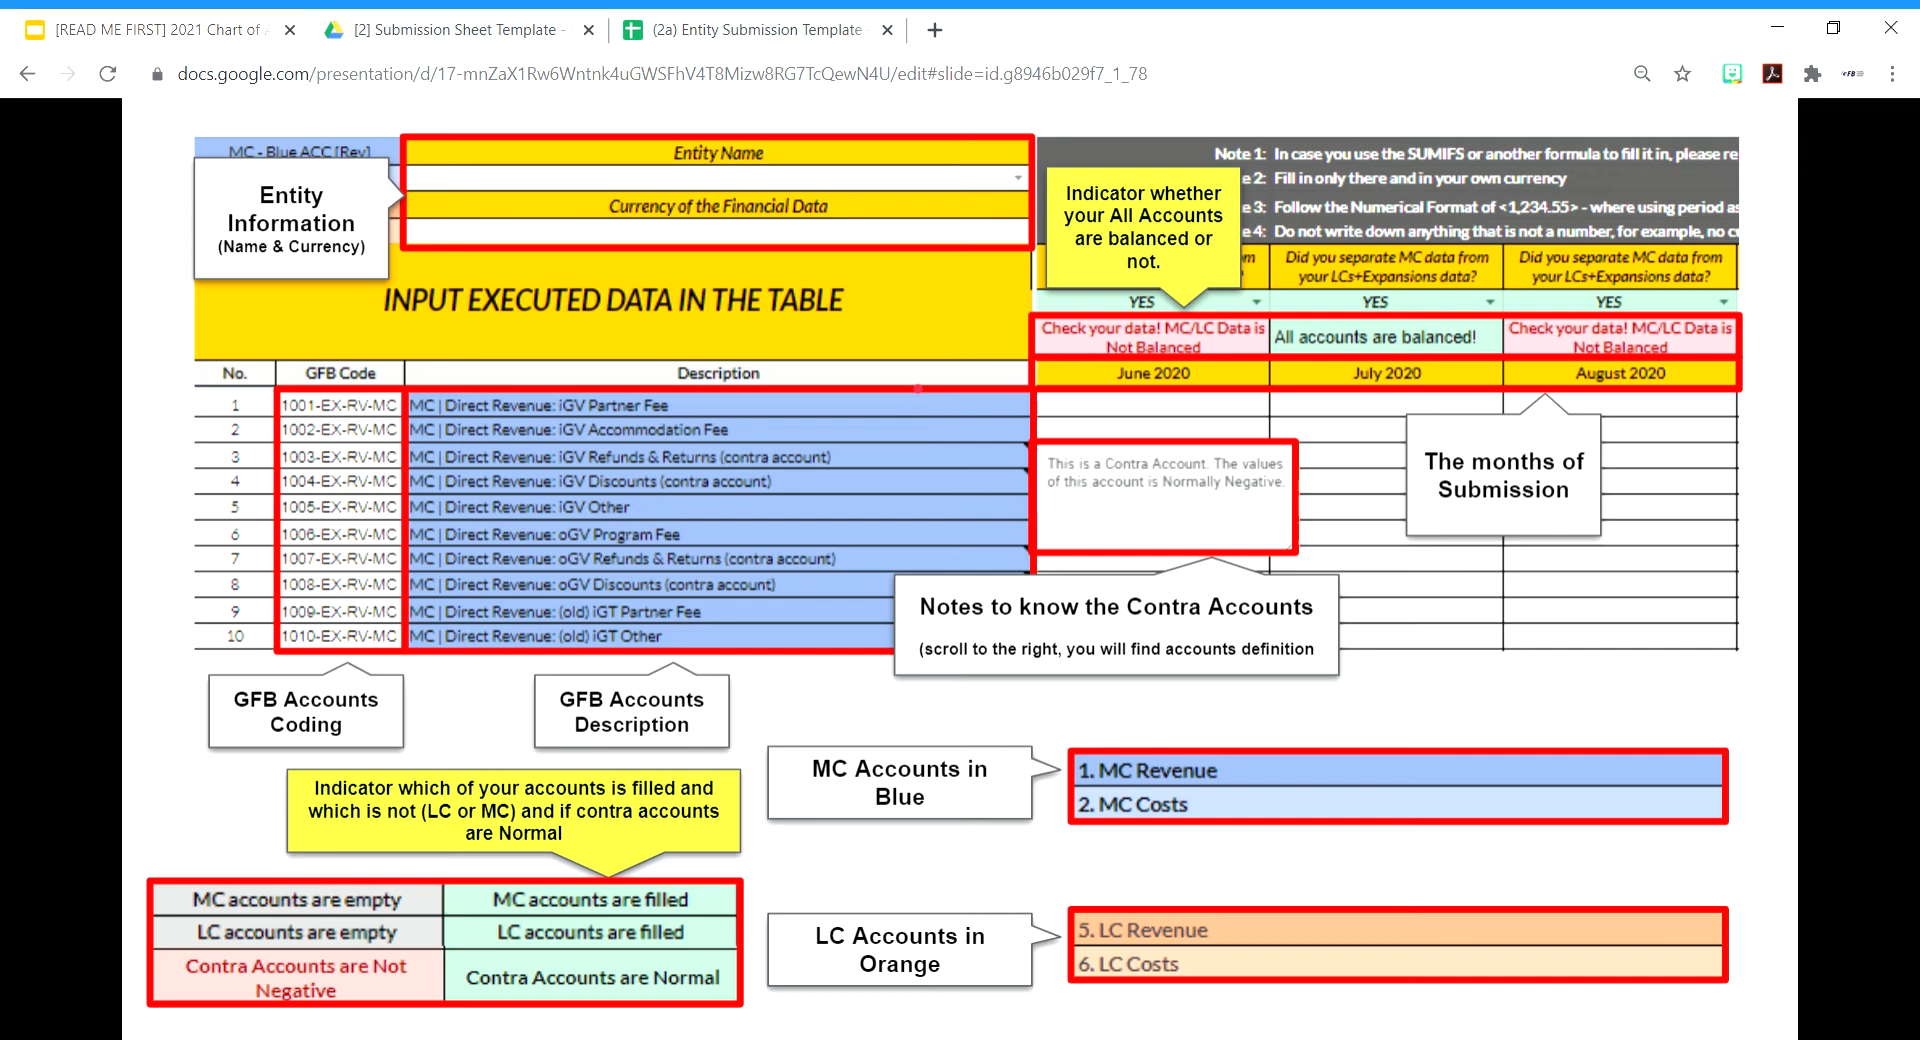 [READ ME FIRST] 2021 Chart of
[2] Submission Sheet Template -
(2a) Entity Submission Template
docs.google.com/presentation/d/17-mnZaX1Rw6Wntnk4uGWSFhV4T8Mizw8RG7TcQewN4U/edit#slide=id.g8946b029f7_1_78
MC - Blue ACC [Rev]
Entity Name
Currency of the Financial Data
Entity
Information
(Name & Currency)
Note 1: In case you use the SUMIFS or another formula to fill it in, please re
e 2: Fill in only there and in your own currency
e 3: Follow the Numerical Format of <1,234.55> - where using period as
e 4: Do not write down anything that is not a number, for example, no
Indicator whether
your All Accounts
are balanced or
not.
INPUT EXECUTED DATA IN THE TABLE
Did you separate MC data from
your LCs+Expansions data?
Did you separate MC data from
your LCs+Expansions data?
YES YES YES
Check your data! MC/LC Data is
Not Balanced
All accounts are balanced!
Check your data! MC/LC Data is
Not Balanced
No. GFB Code Description June 2020 July 2020 August 2020
1 1001-EX-RV-MC MC | Direct Revenue: iGV Partner Fee
2 1002-EX-RV-MC MC | Direct Revenue: iGV Accommodation Fee
3 1003-EX-RV-MC MC | Direct Revenue: iGV Refunds & Returns (contra account)
4 1004-EX-RV-MC MC | Direct Revenue: iGV Discounts (contra account)
5 1005-EX-RV-MC MC | Direct Revenue: iGV Other
6 1006-EX-RV-MC MC | Direct Revenue: oGV Program Fee
7 1007-EX-RV-MC MC | Direct Revenue: oGV Refunds & Returns (contra account)
8 1008-EX-RV-MC MC | Direct Revenue: oGV Discounts (contra account)
9 1009-EX-RV-MC MC | Direct Revenue: (old) iGT Partner Fee
10 1010-EX-RV-MC MC | Direct Revenue: (old) iGT Other
This is a Contra Account. The values
of this account is Normally Negative.
The months of
Submission
Notes to know the Contra Accounts
(scroll to the right, you will find accounts definition
GFB Accounts
Coding
GFB Accounts
Description
Indicator which of your accounts is filled and
which is not (LC or MC) and if contra accounts
are Normal
MC accounts are empty MC accounts are filled
LC accounts are empty LC accounts are filled
Contra Accounts are Not
Negative
Contra Accounts are Normal
MC Accounts in
Blue
1. MC Revenue
2. MC Costs
LC Accounts in
Orange
5. LC Revenue
6. LC Costs